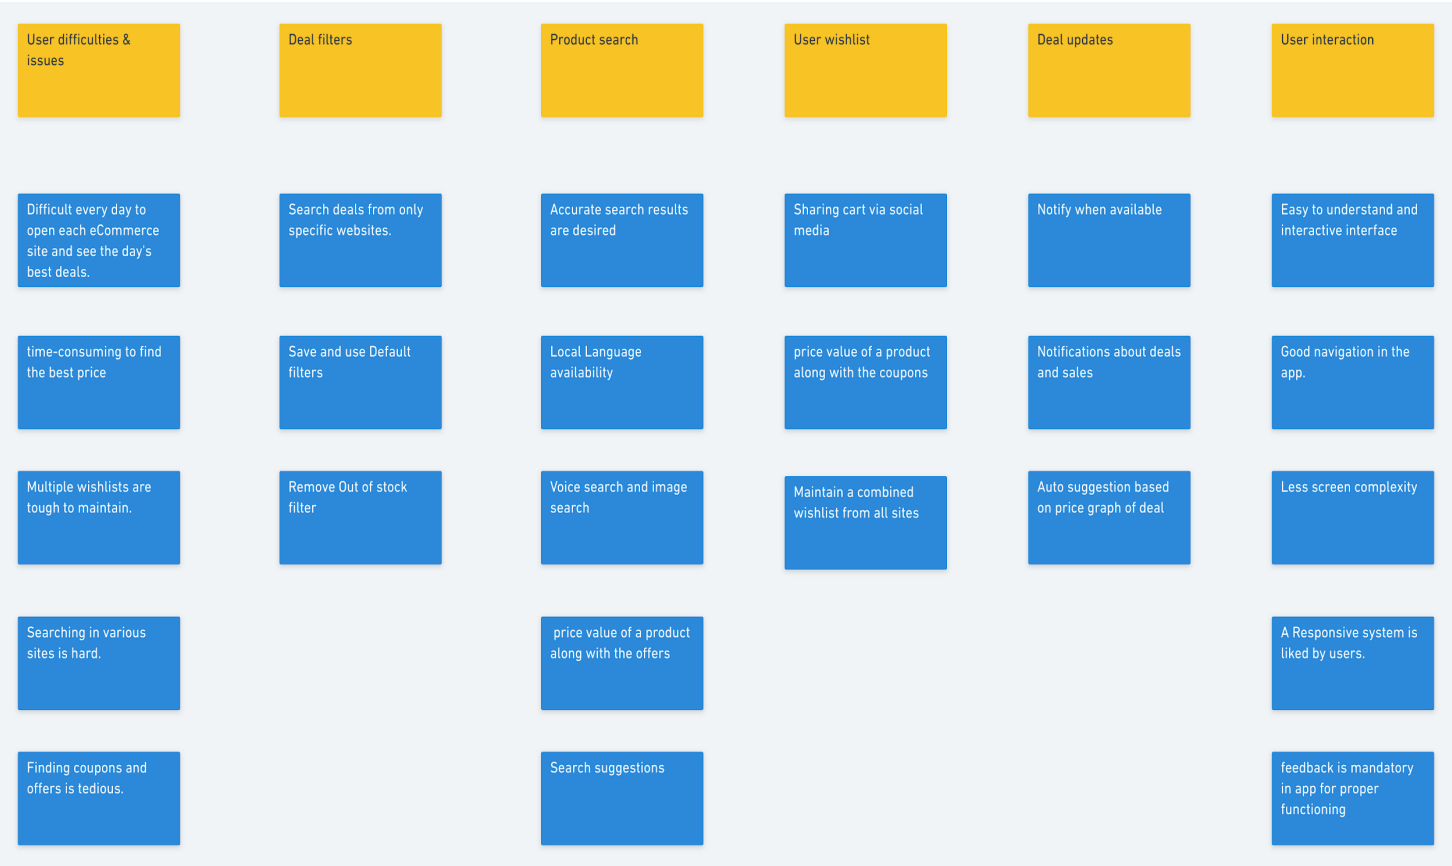 User difficulties &
issues
Deal filters
Product search
User wishlist
Deal updates
User interaction
Difficult every day to
open each eCommerce
site and see the day's
best deals.
Search deals from only
specific websites.
Accurate search results
are desired
Sharing cart via social
media
Notify when available
Easy to understand and
interactive interface
time-consuming to find
the best price
Save and use Default
filters
Local Language
availability
price value of a product
along with the coupons
Notifications about deals
and sales
Good navigation in the
app.
Multiple wishlists are
tough to maintain.
Remove Out of stock
filter
Voice search and image
search
Maintain a combined
wishlist from all sites
Auto suggestion based
on price graph of deal
Less screen complexity
Searching in various
sites is hard.
price value of a product
along with the offers
A Responsive system is
liked by users.
Finding coupons and
offers is tedious.
Search suggestions
feedback is mandatory
in app for proper
functioning